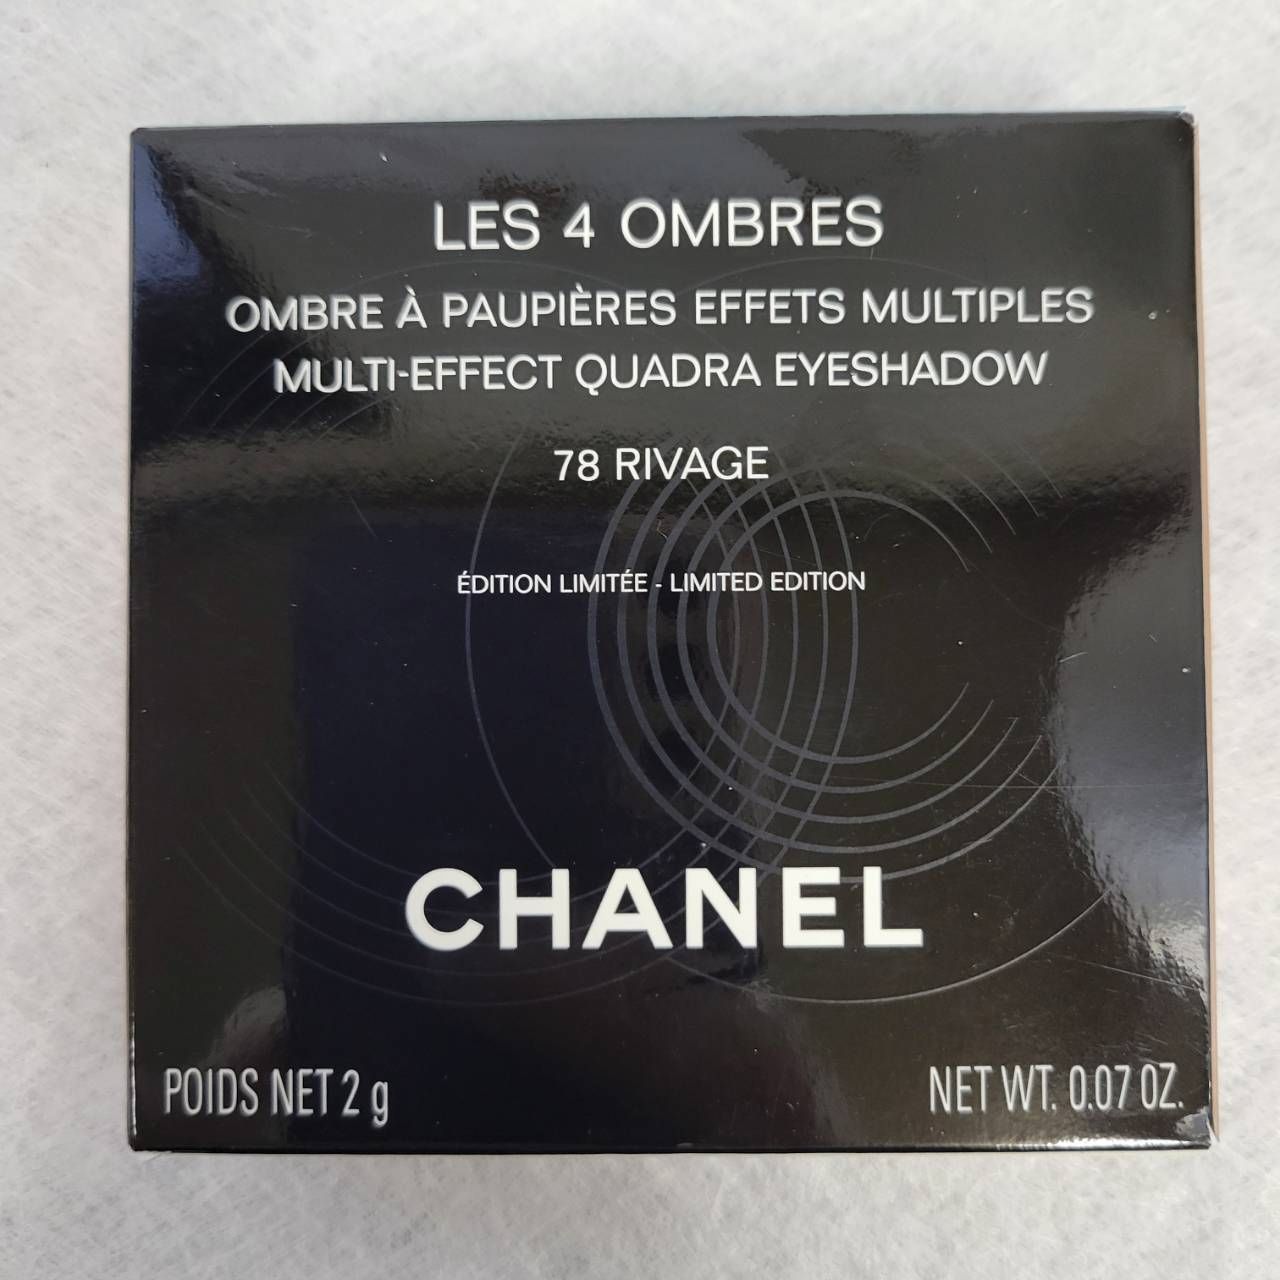 LES 4 OMBRES
OMBRE À PAUPIÈRES EFFETS MULTIPLES
MULTI-EFFECT QUADRA EYESHADOW
78 RIVAGE
ÉDITION LIMITÉE - LIMITED EDITION
CHANEL
POIDS NET 2 g NET WT. 0.07 OZ.